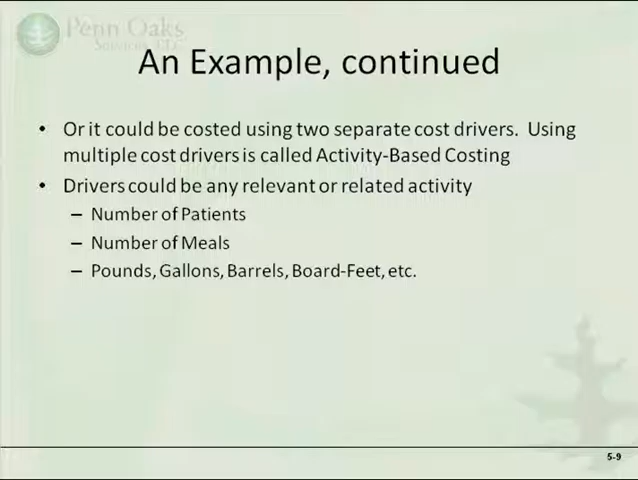 Penn Oaks
Services, LTD.
An Example, continued
• Or it could be costed using two separate cost drivers. Using
multiple cost drivers is called Activity-Based Costing
• Drivers could be any relevant or related activity
– Number of Patients
– Number of Meals
– Pounds, Gallons, Barrels, Board-Feet, etc.
5-9